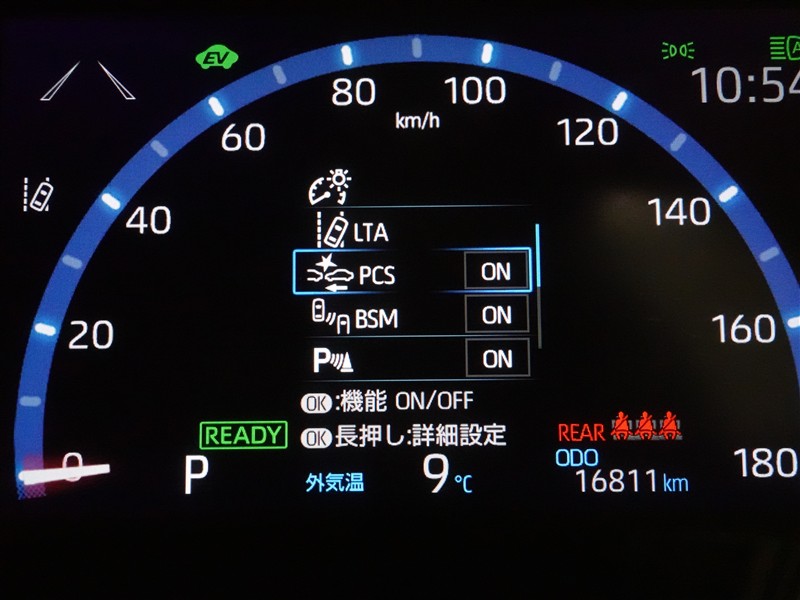 EV
10:54
80
100
km/h
60
120
40
140
LTA
PCS ON
BSM ON
P ON
20
160
OK:機能 ON/OFF
OK長押し:詳細設定
READY
REAR
ODO
0
180
P
外気温 9℃
16811km